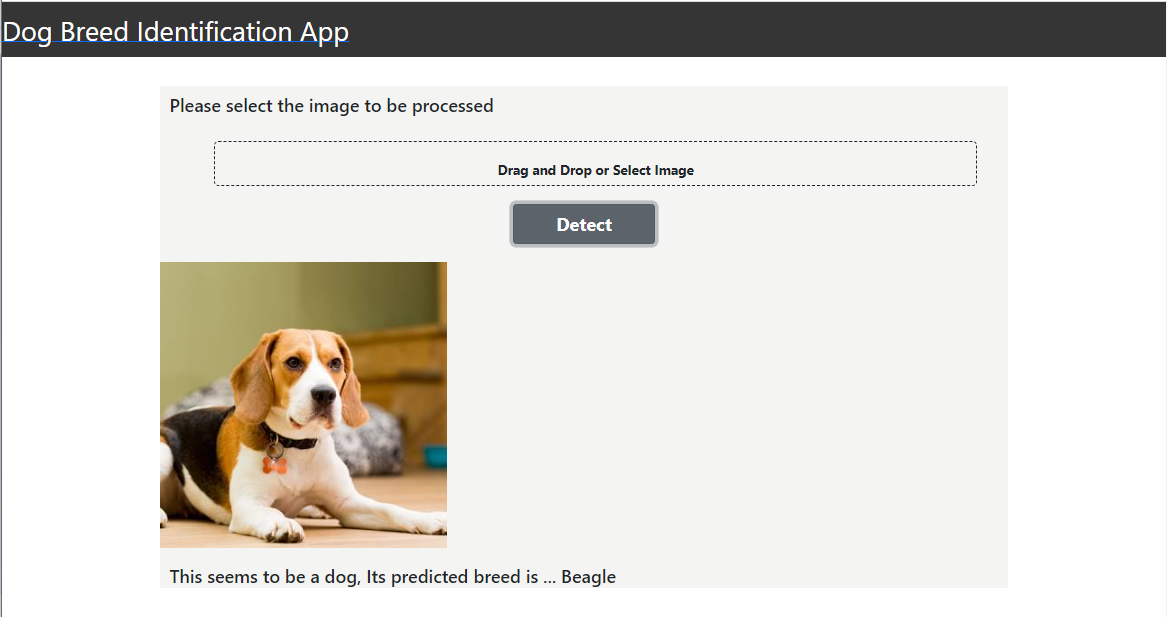 Dog Breed Identification App
Please select the image to be processed
Drag and Drop or Select Image
Detect
This seems to be a dog, Its predicted breed is ... Beagle